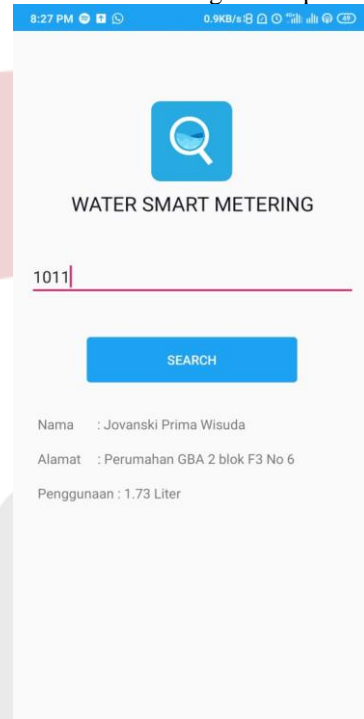 8:27 PM 0.9KB/s 49
WATER SMART METERING
1011
SEARCH
Nama : Jovanski Prima Wisuda
Alamat : Perumahan GBA 2 blok F3 No 6
Penggunaan : 1.73 Liter